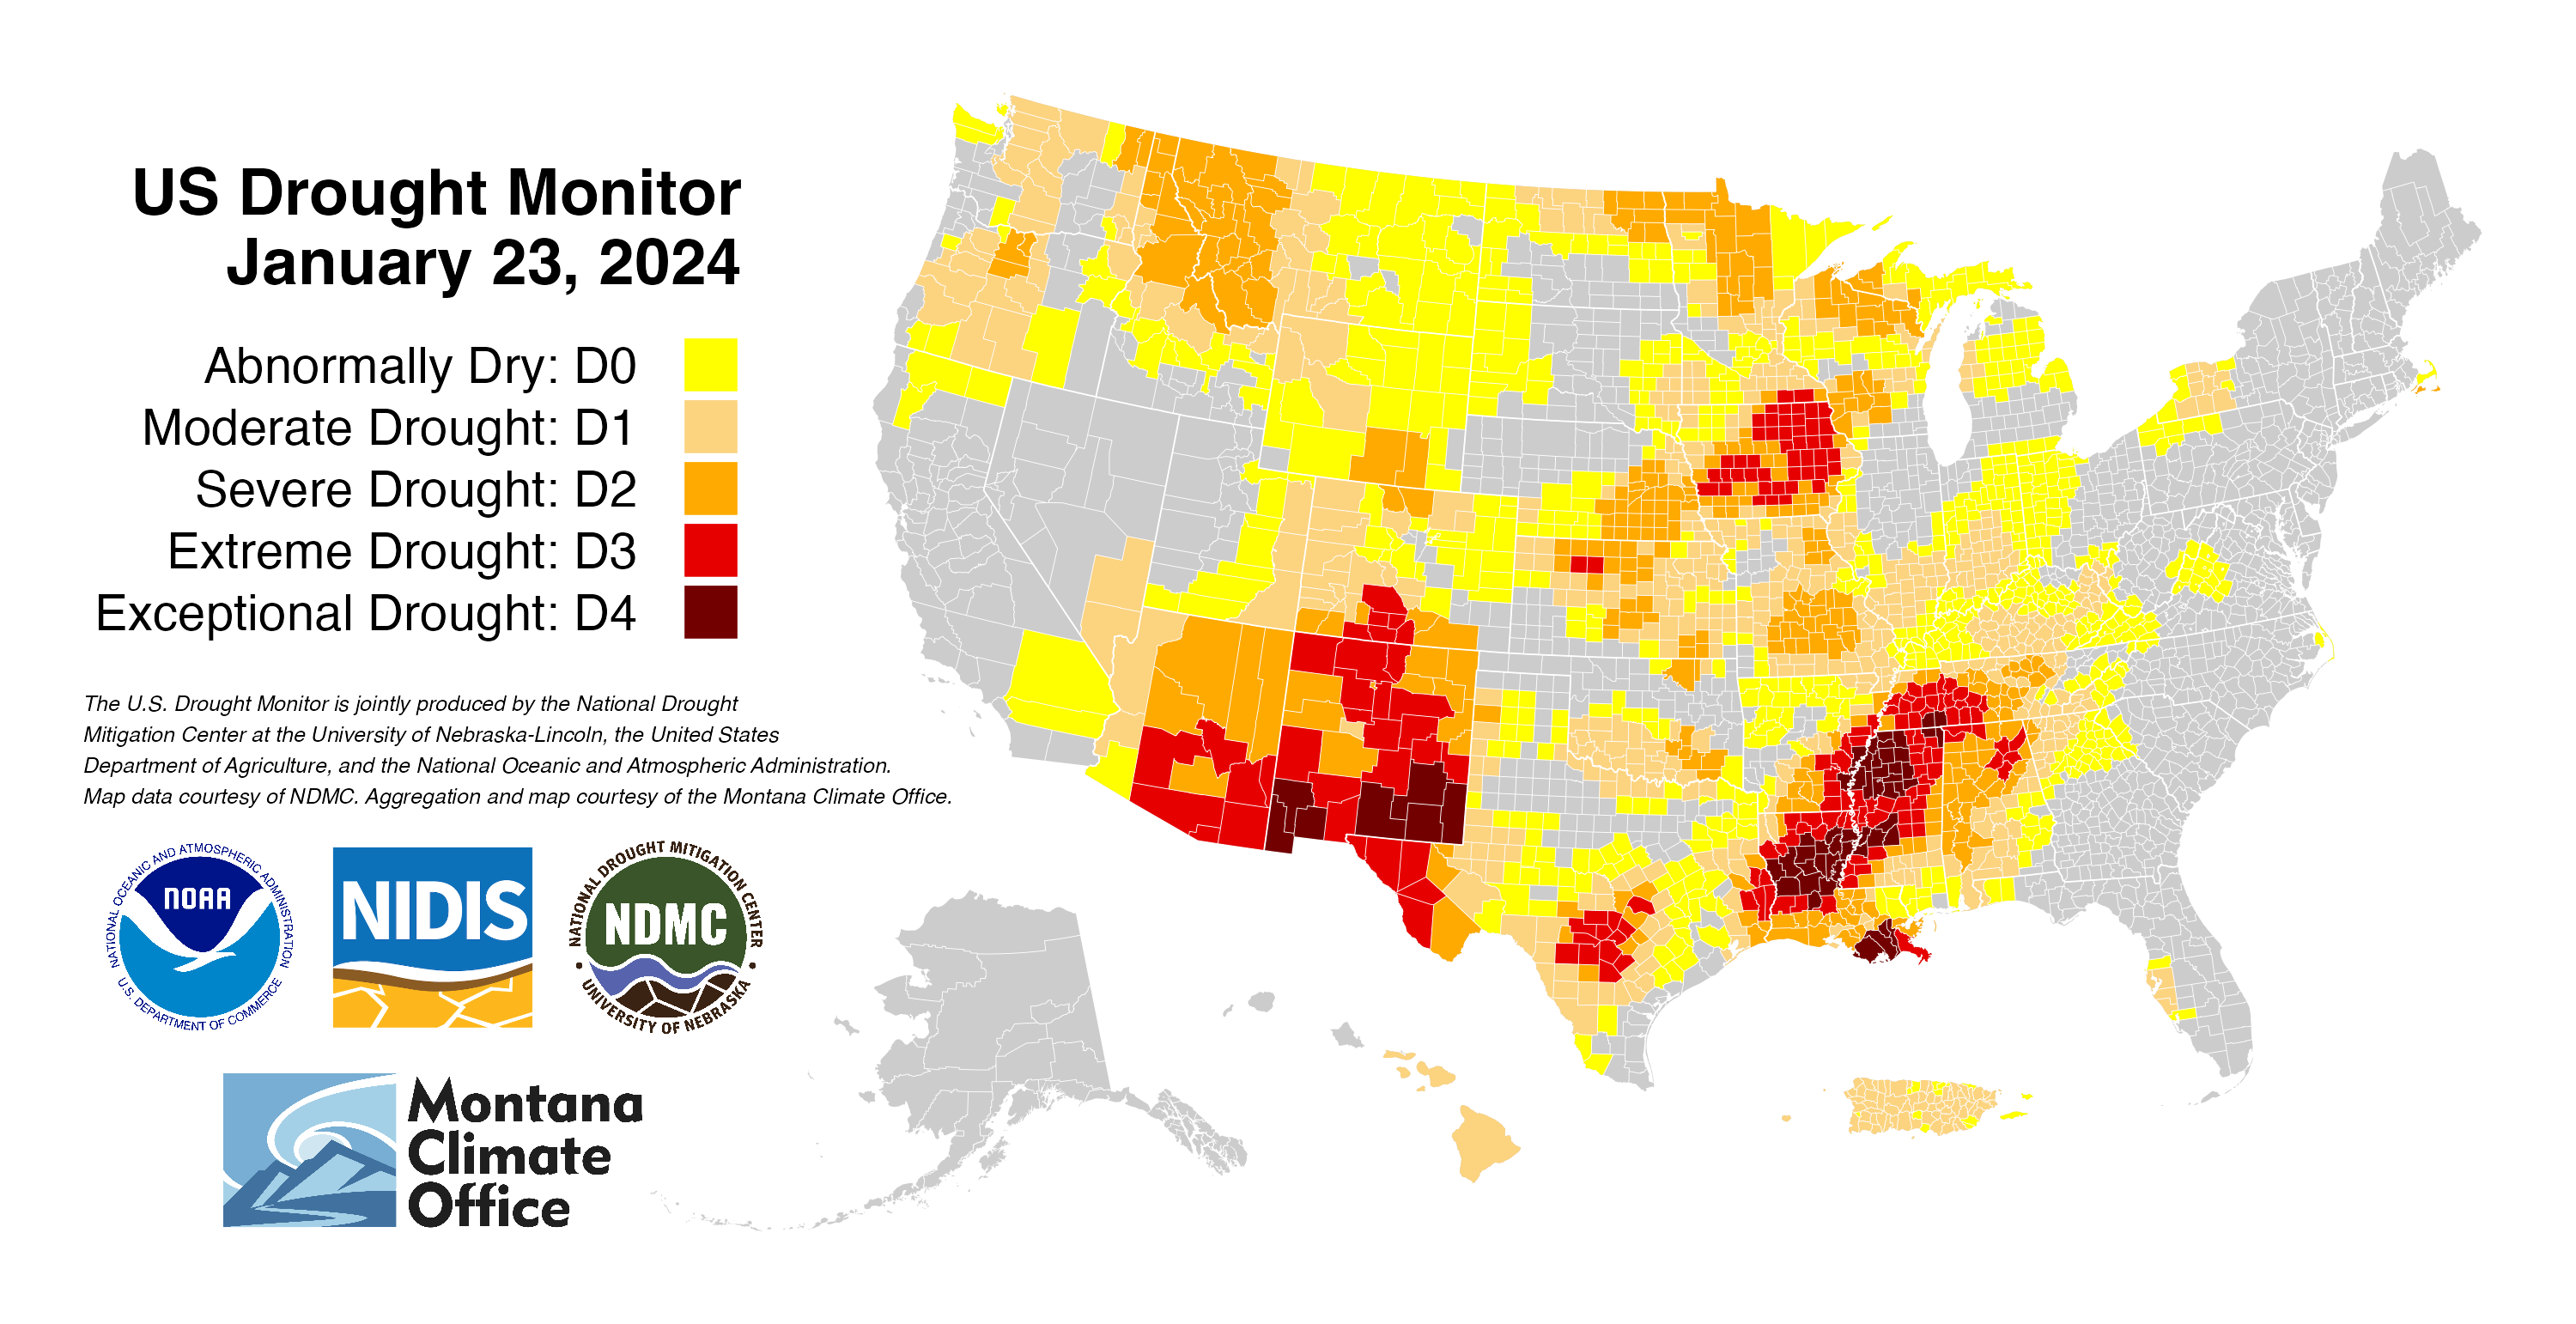 US Drought Monitor
January 23, 2024
Abnormally Dry: D0
Moderate Drought: D1
Severe Drought: D2
Extreme Drought: D3
Exceptional Drought: D4
The U.S. Drought Monitor is jointly produced by the National Drought
Mitigation Center at the University of Nebraska-Lincoln, the United States
Department of Agriculture, and the National Oceanic and Atmospheric Administration.
Map data courtesy of NDMC. Aggregation and map courtesy of the Montana Climate Office.
NATIONAL OCEANIC AND ATMOSPHERIC ADMINISTRATION
NOAA
U.S. DEPARTMENT OF COMMERCE
NIDIS
NATIONAL DROUGHT MITIGATION CENTER
NDMC
UNIVERSITY OF NEBRASKA
Montana
Climate
Office